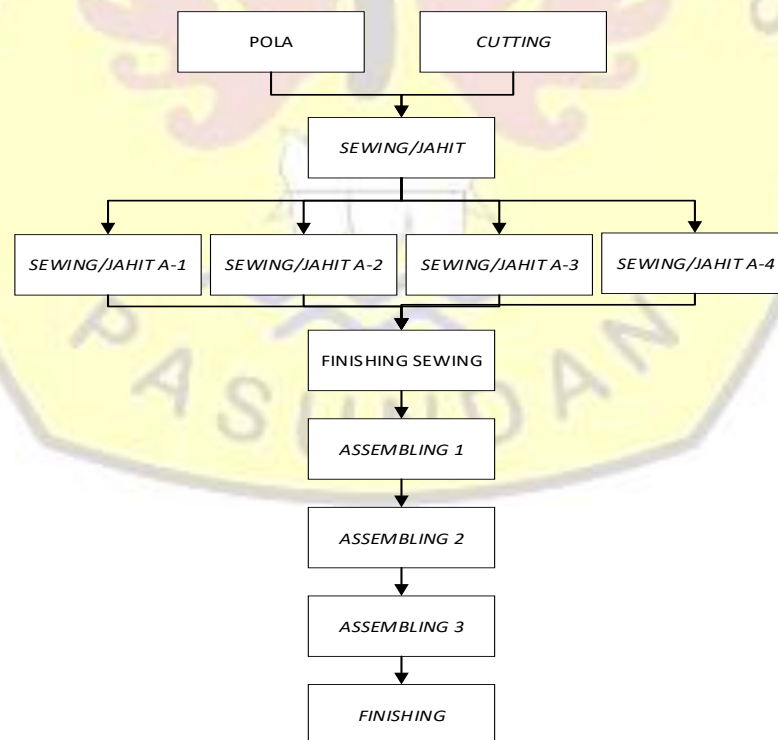 POLA
CUTTING
SEWING/JAHIT
SEWING/JAHIT A-1
SEWING/JAHIT A-2
SEWING/JAHIT A-3
SEWING/JAHIT A-4
FINISHING SEWING
PASUNDAN
ASSEMBLING 1
ASSEMBLING 2
ASSEMBLING 3
FINISHING